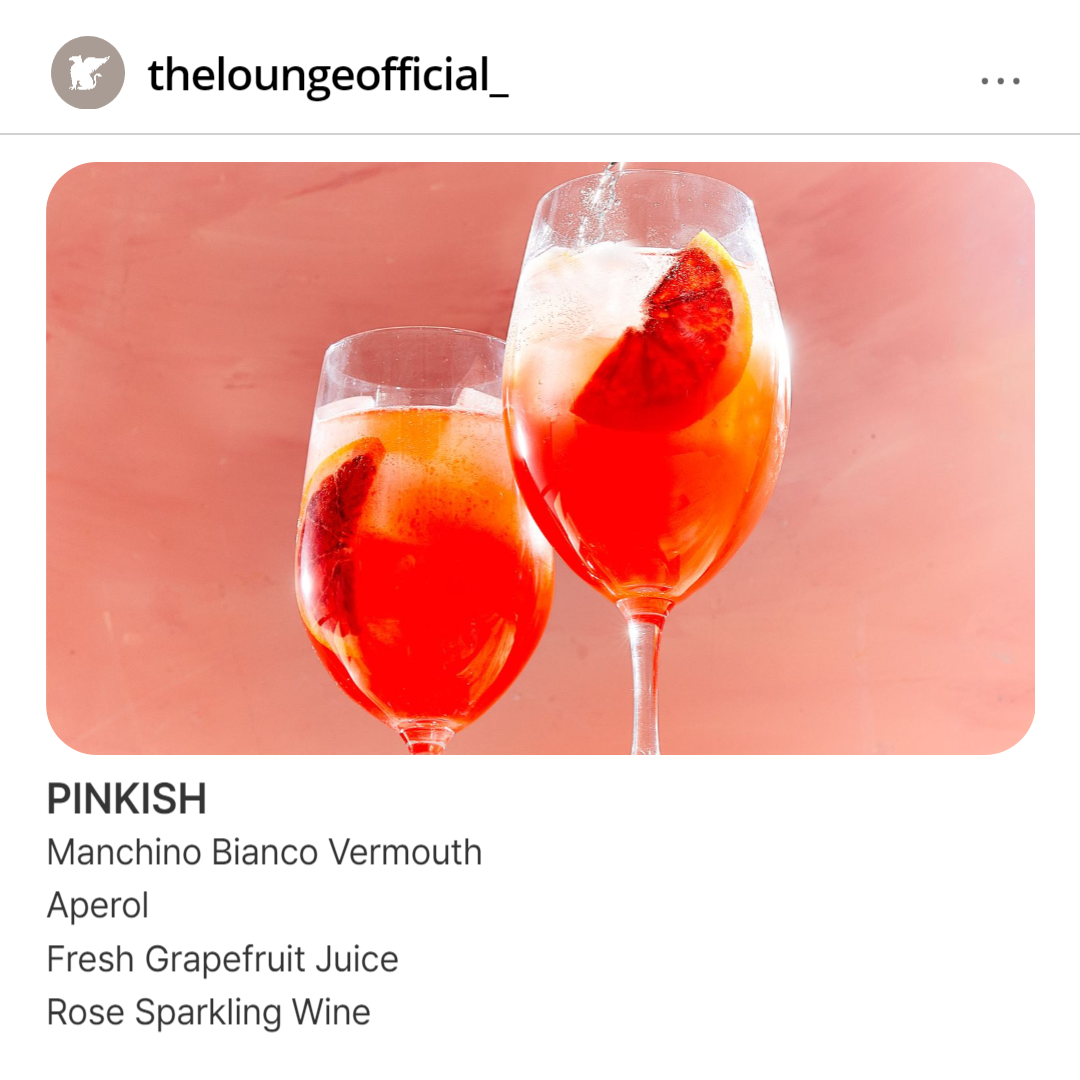 theloungeofficial_
PINKISH
Manchino Bianco Vermouth
Aperol
Fresh Grapefruit Juice
Rose Sparkling Wine